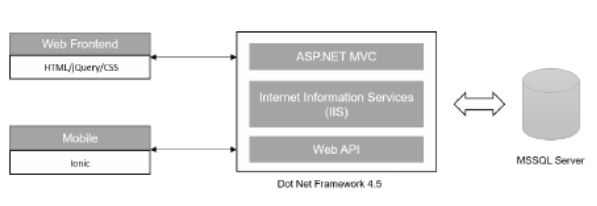 Web Frontend
HTML/jQuery/CSS
Mobile
Ionic
ASP.NET MVC
Internet Information Services
(IIS)
Web API
Dot Net Framework 4.5
MSSQL Server